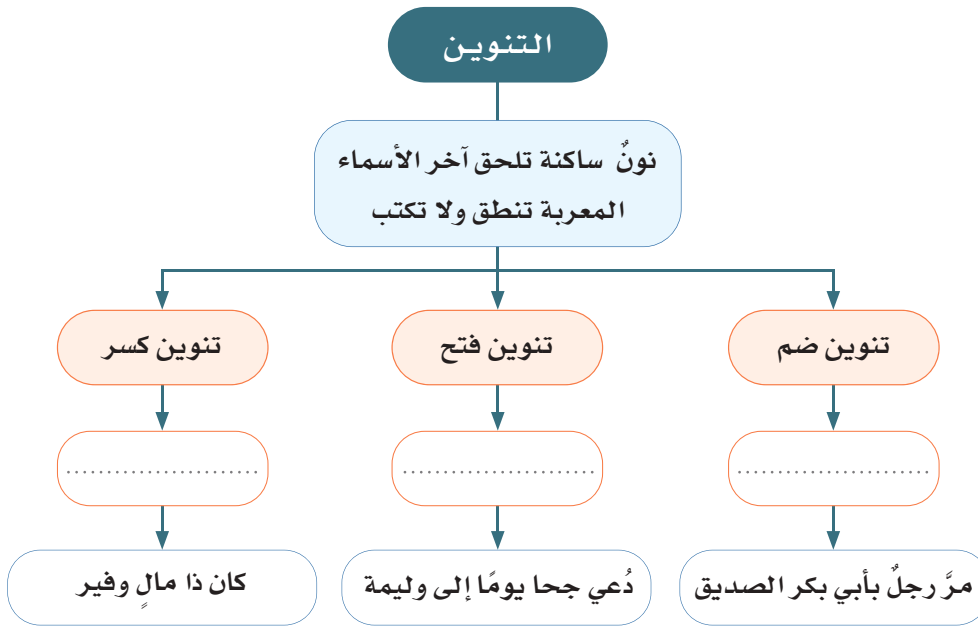 التنوين
نونٌ ساكنة تلحق آخر الأسماء
المعربة تنطق ولا تكتب
تنوين ضم
تنوين فتح
تنوين كسر
........................
........................
........................
مرَّ رجلٌ بأبي بكر الصديق
دُعي جحا يومًا إلى وليمة
كان ذا مالٍ وفير